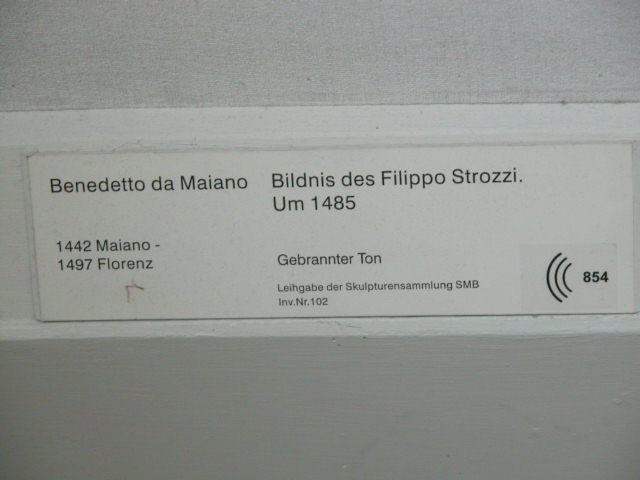 Benedetto da Maiano
1442 Maiano -
1497 Florenz
Bildnis des Filippo Strozzi.
Um 1485
Gebrannter Ton
Leihgabe der Skulpturensammlung SMB
Inv.Nr.102
854